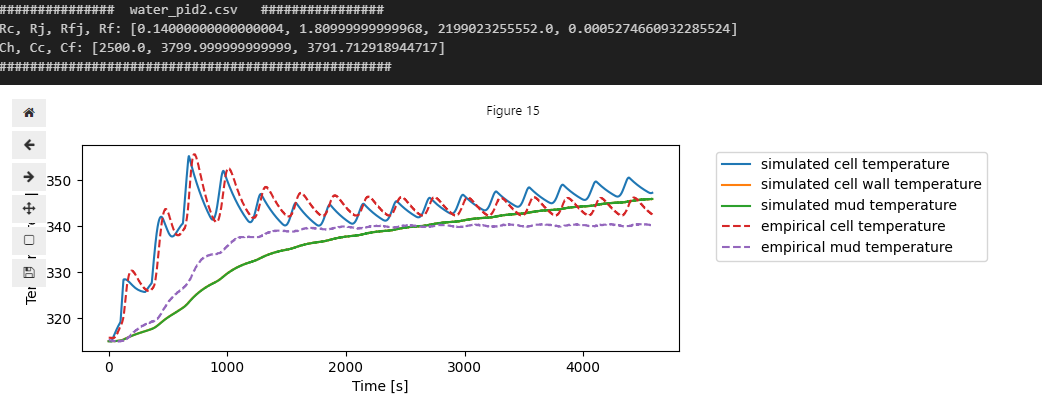 ############### water_pid2.csv ################
Rc, Rj, Rfj, Rf: [0.14000000000000004, 1.809999999999968, 2199023255552.0, 0.0005274660932285524]
Ch, Cc, Cf: [2500.0, 3799.999999999999, 3791.712918944717]
###################################################
Figure 15
350
340
330
320
0
1000
2000
3000
4000
Time [s]
simulated cell temperature
simulated cell wall temperature
simulated mud temperature
empirical cell temperature
empirical mud temperature